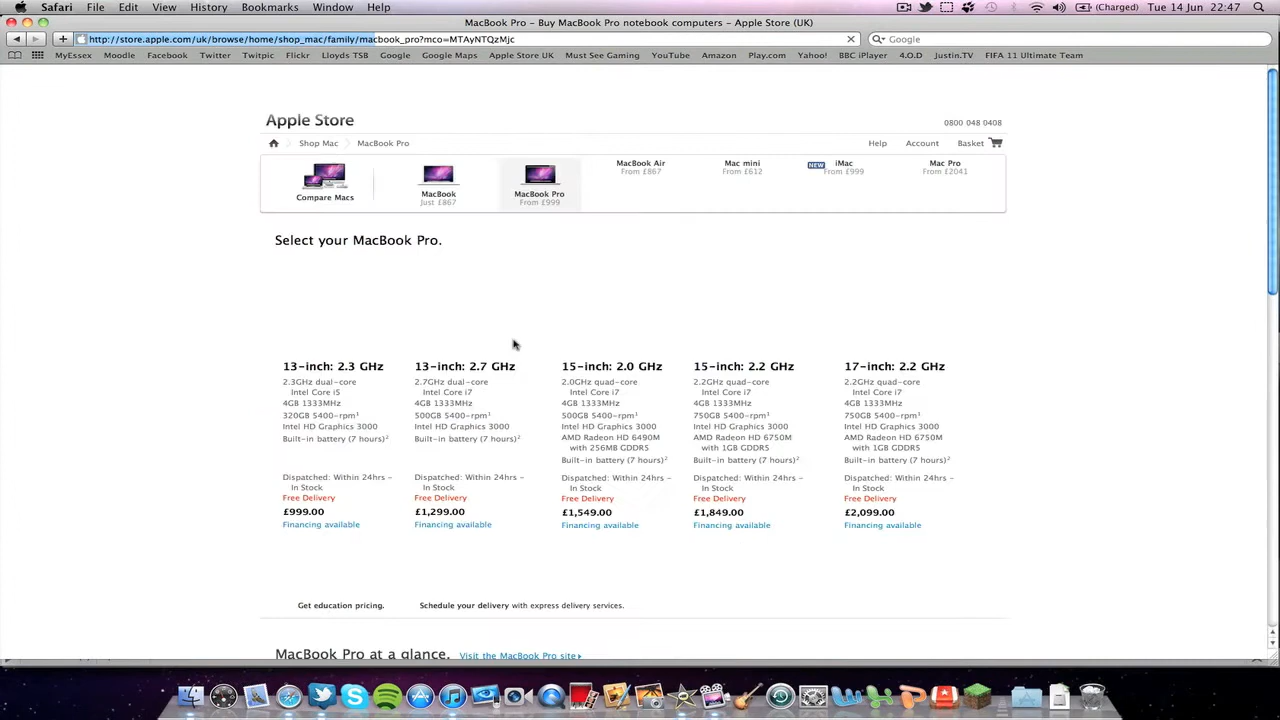 Safari File Edit View History Bookmarks Window Help (Charged) Tue 14 Jun 22:47
MacBook Pro – Buy MacBook Pro notebook computers – Apple Store (UK)
http://store.apple.com/uk/browse/home/shop_mac/family/macbook_pro?mco=MTAyNTQzMjc Google
MyEssex Moodle Facebook Twitter Twitpic Flickr Lloyds TSB Google Google Maps Apple Store UK Must See Gaming YouTube Amazon Play.com Yahoo! BBC iPlayer 4.O.D Justin.TV FIFA 11 Ultimate Team
Apple Store
0800 048 0408
Shop Mac MacBook Pro Help Account Basket
Compare Macs
MacBook
Just £867
MacBook Pro
From £999
MacBook Air
From £867
Mac mini
From £612
NEW iMac
From £999
Mac Pro
From £2041
Select your MacBook Pro.
13-inch: 2.3 GHz
2.3GHz dual-core
Intel Core i5
4GB 1333MHz
320GB 5400-rpm¹
Intel HD Graphics 3000
Built-in battery (7 hours)²
Dispatched: Within 24hrs –
In Stock
Free Delivery
£999.00
Financing available
13-inch: 2.7 GHz
2.7GHz dual-core
Intel Core i7
4GB 1333MHz
500GB 5400-rpm¹
Intel HD Graphics 3000
Built-in battery (7 hours)²
Dispatched: Within 24hrs –
In Stock
Free Delivery
£1,299.00
Financing available
15-inch: 2.0 GHz
2.0GHz quad-core
Intel Core i7
4GB 1333MHz
500GB 5400-rpm¹
Intel HD Graphics 3000
AMD Radeon HD 6490M
with 256MB GDDR5
Built-in battery (7 hours)²
Dispatched: Within 24hrs –
In Stock
Free Delivery
£1,549.00
Financing available
15-inch: 2.2 GHz
2.2GHz quad-core
Intel Core i7
4GB 1333MHz
750GB 5400-rpm¹
Intel HD Graphics 3000
AMD Radeon HD 6750M
with 1GB GDDR5
Built-in battery (7 hours)²
Dispatched: Within 24hrs –
In Stock
Free Delivery
£1,849.00
Financing available
17-inch: 2.2 GHz
2.2GHz quad-core
Intel Core i7
4GB 1333MHz
750GB 5400-rpm¹
Intel HD Graphics 3000
AMD Radeon HD 6750M
with 1GB GDDR5
Built-in battery (7 hours)²
Dispatched: Within 24hrs –
In Stock
Free Delivery
£2,099.00
Financing available
Get education pricing. Schedule your delivery with express delivery services.
MacBook Pro at a glance. Visit the MacBook Pro site